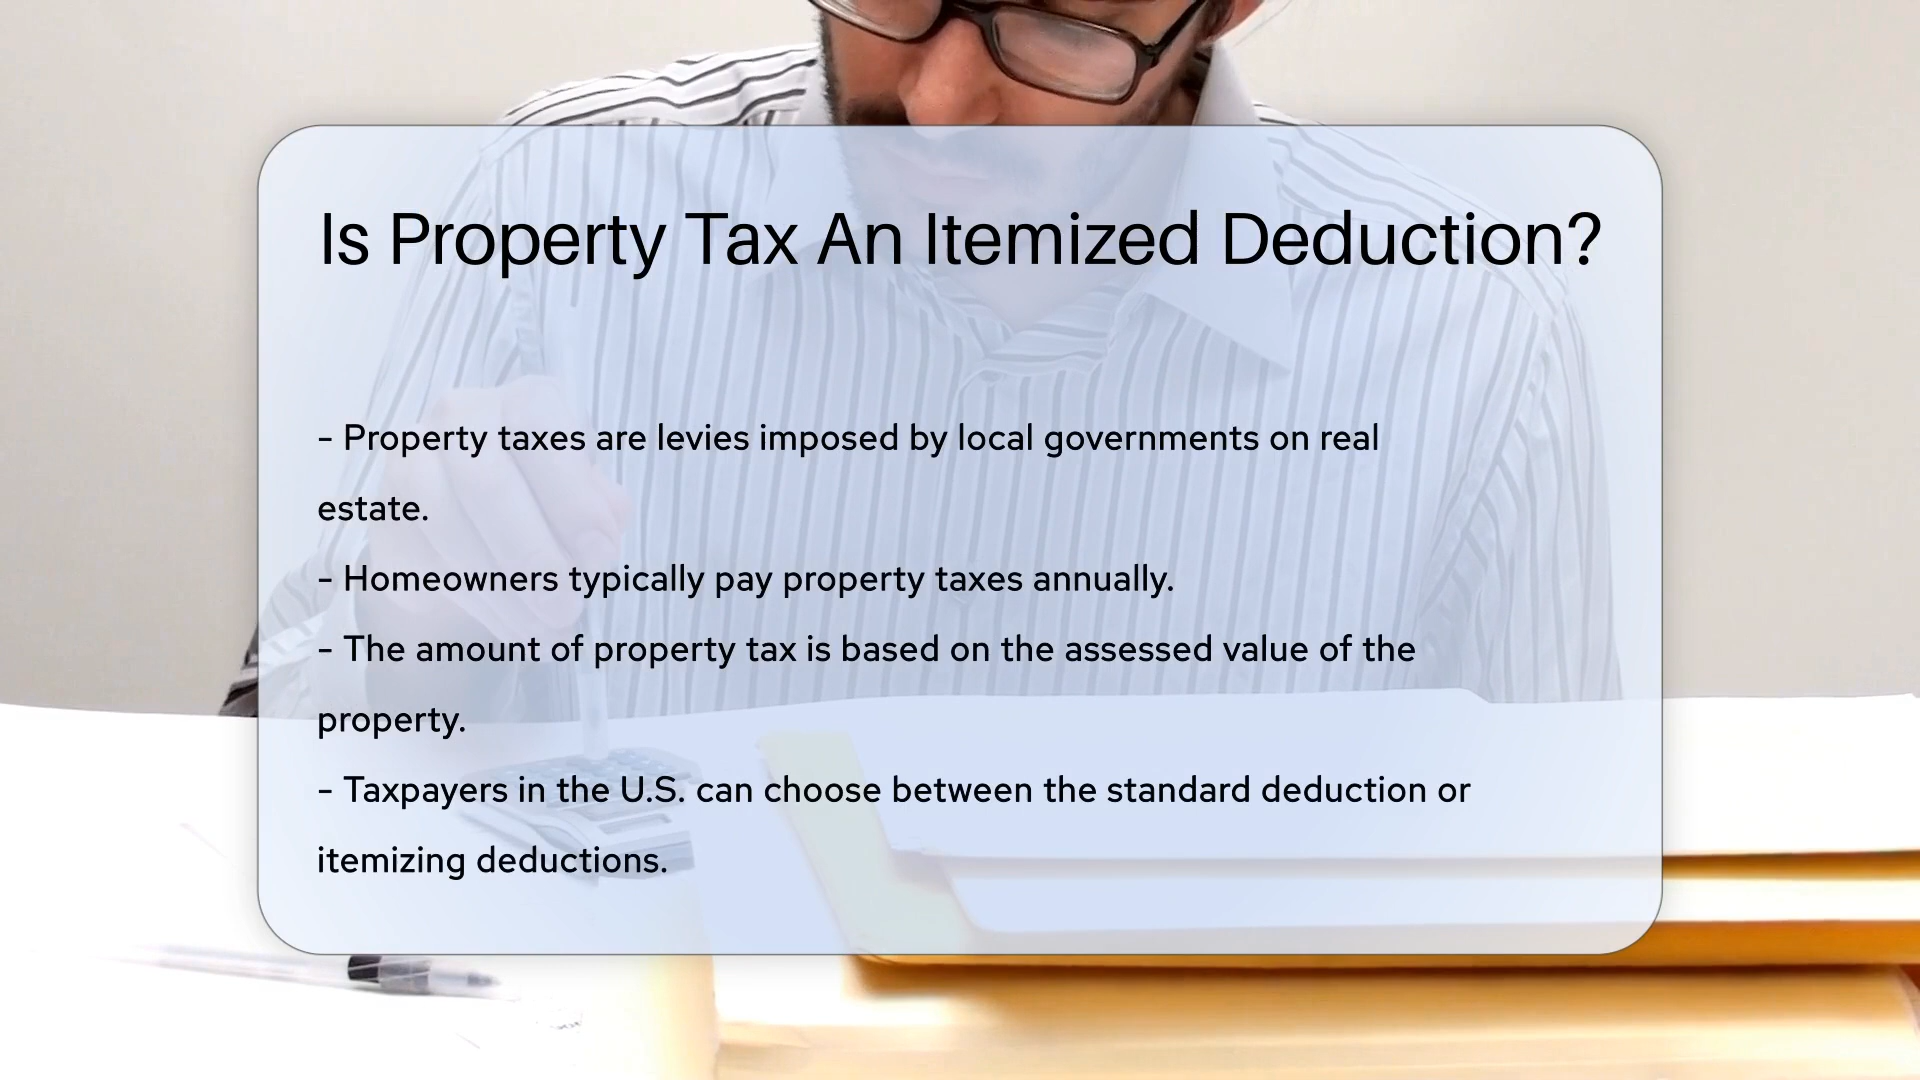 Is Property Tax An Itemized Deduction?
- Property taxes are levies imposed by local governments on real
estate.
- Homeowners typically pay property taxes annually.
- The amount of property tax is based on the assessed value of the
property.
- Taxpayers in the U.S. can choose between the standard deduction or
itemizing deductions.